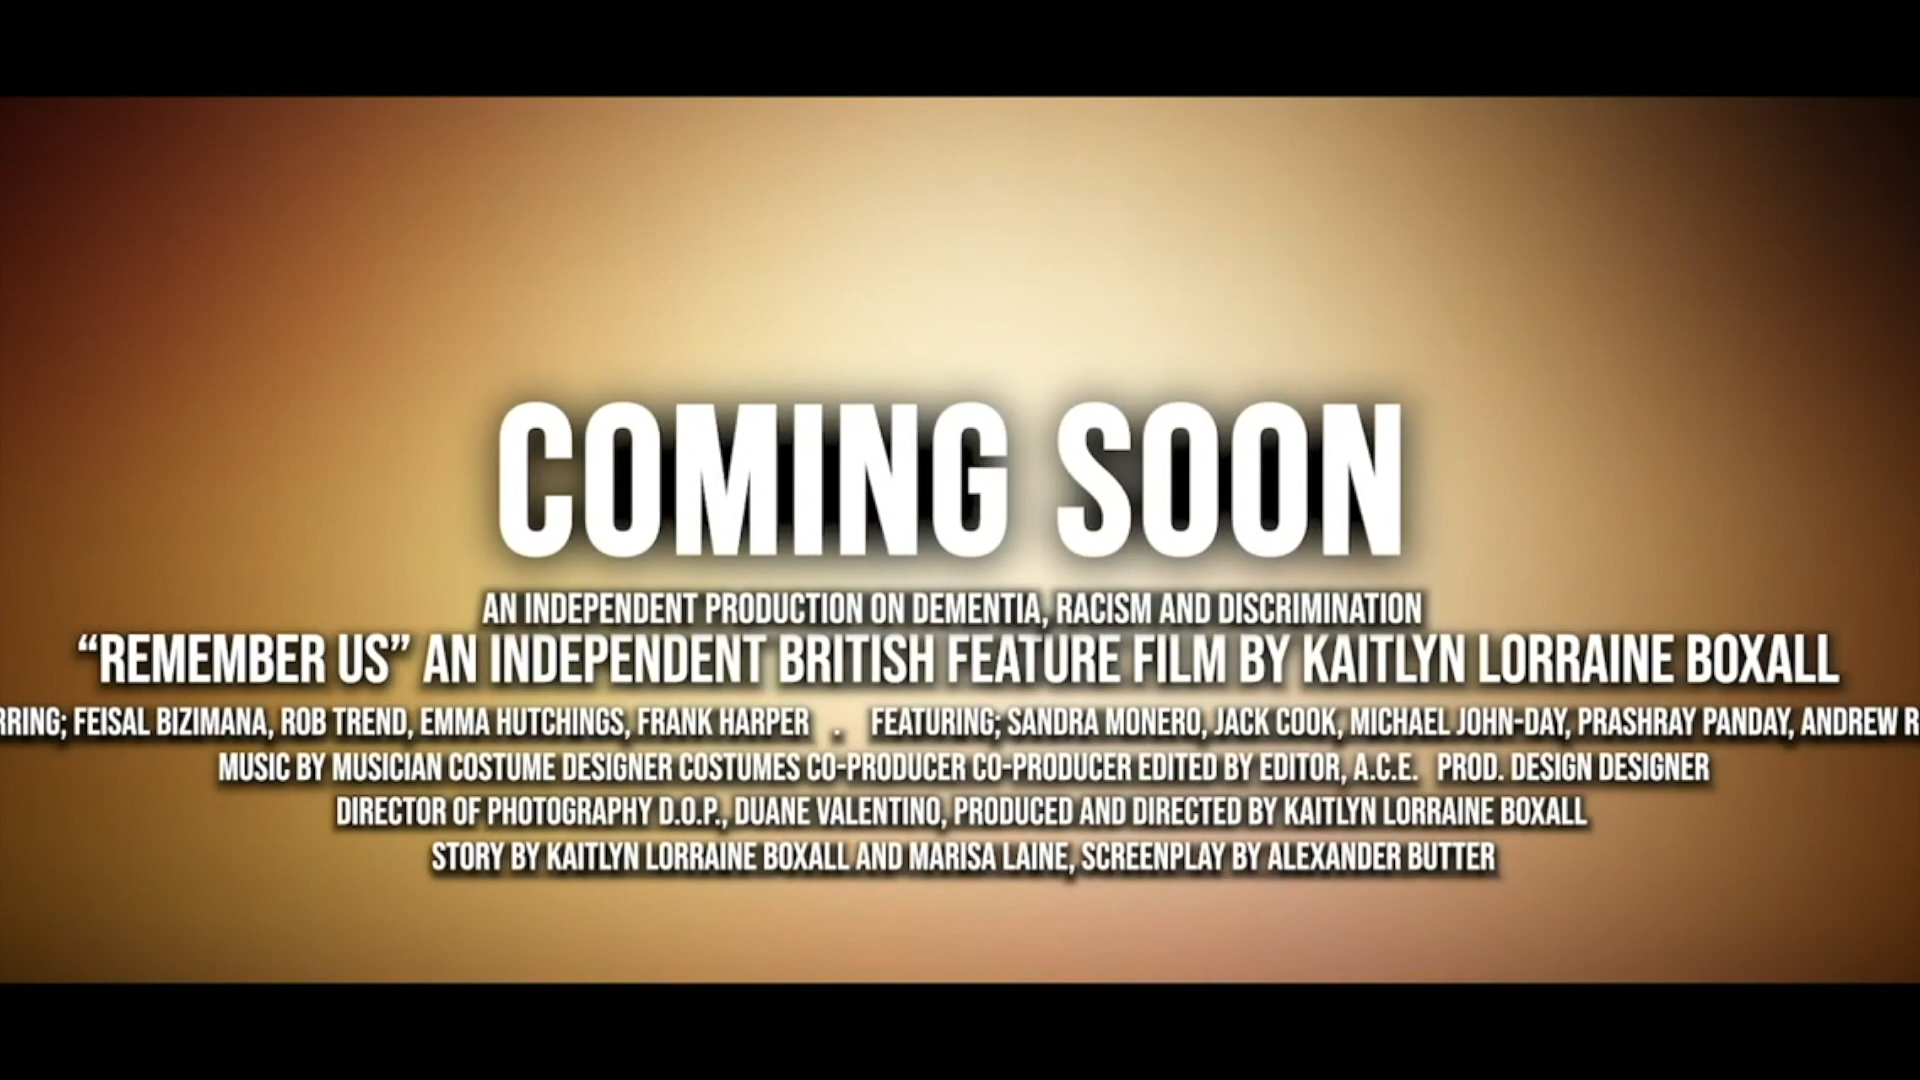 COMING SOON
AN INDEPENDENT PRODUCTION ON DEMENTIA, RACISM AND DISCRIMINATION
“REMEMBER US” AN INDEPENDENT BRITISH FEATURE FILM BY KAITLYN LORRAINE BOXALL
RRING; FEISAL BIZIMANA, ROB TREND, EMMA HUTCHINGS, FRANK HARPER . FEATURING; SANDRA MONERO, JACK COOK, MICHAEL JOHN-DAY, PRASHRAY PANDAY, ANDREW R
MUSIC BY MUSICIAN COSTUME DESIGNER COSTUMES CO-PRODUCER CO-PRODUCER EDITED BY EDITOR, A.C.E. PROD. DESIGN DESIGNER
DIRECTOR OF PHOTOGRAPHY D.O.P., DUANE VALENTINO, PRODUCED AND DIRECTED BY KAITLYN LORRAINE BOXALL
STORY BY KAITLYN LORRAINE BOXALL AND MARISA LAINE, SCREENPLAY BY ALEXANDER BUTTER